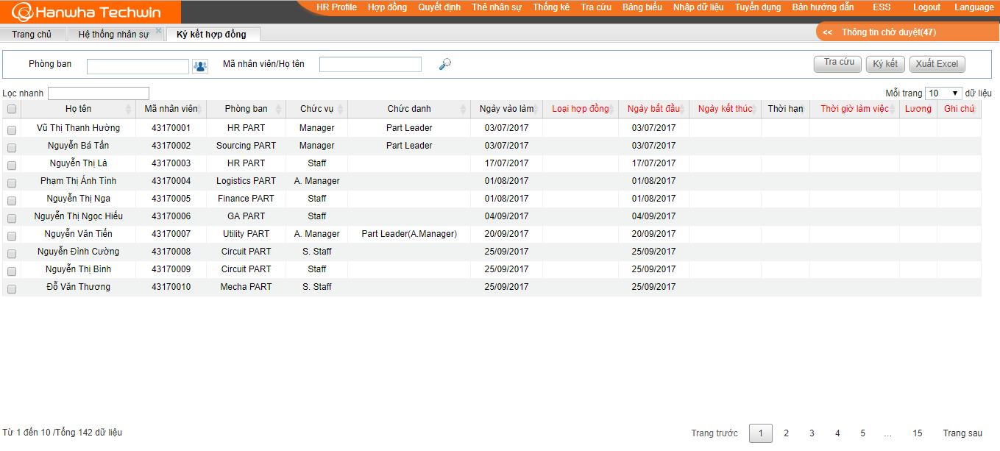 Hanwha Techwin
HR Profile Hợp đồng Quyết định Thẻ nhân sự Thống kê Tra cứu Bảng biểu Nhập dữ liệu Tuyển dụng Bản hướng dẫn ESS Logout Language
Trang chủ Hệ thống nhân sự Ký kết hợp đồng
<< Thông tin chờ duyệt(47)
Phòng ban Mã nhân viên/Họ tên Tra cứu Ký kết Xuất Excel
Lọc nhanh Mỗi trang 10 dữ liệu
Họ tên Mã nhân viên Phòng ban Chức vụ Chức danh Ngày vào làm Loại hợp đồng Ngày bắt đầu Ngày kết thúc Thời hạn Thời giờ làm việc Lương Ghi chú
Vũ Thị Thanh Hường 43170001 HR PART Manager Part Leader 03/07/2017 03/07/2017
Nguyễn Bá Tấn 43170002 Sourcing PART Manager Part Leader 03/07/2017 03/07/2017
Nguyễn Thị Lả 43170003 HR PART Staff 17/07/2017 17/07/2017
Phạm Thị Ánh Tình 43170004 Logistics PART A. Manager 01/08/2017 01/08/2017
Nguyễn Thị Nga 43170005 Finance PART Staff 01/08/2017 01/08/2017
Nguyễn Thị Ngọc Hiếu 43170006 GA PART Staff 04/09/2017 04/09/2017
Nguyễn Văn Tiến 43170007 Utility PART A. Manager Part Leader(A.Manager) 20/09/2017 20/09/2017
Nguyễn Đình Cường 43170008 Circuit PART S. Staff 25/09/2017 25/09/2017
Nguyễn Thị Bình 43170009 Circuit PART Staff 25/09/2017 25/09/2017
Đỗ Văn Thương 43170010 Mecha PART S. Staff 25/09/2017 25/09/2017
Từ 1 đến 10 /Tổng 142 dữ liệu Trang trước 1 2 3 4 5 ... 15 Trang sau